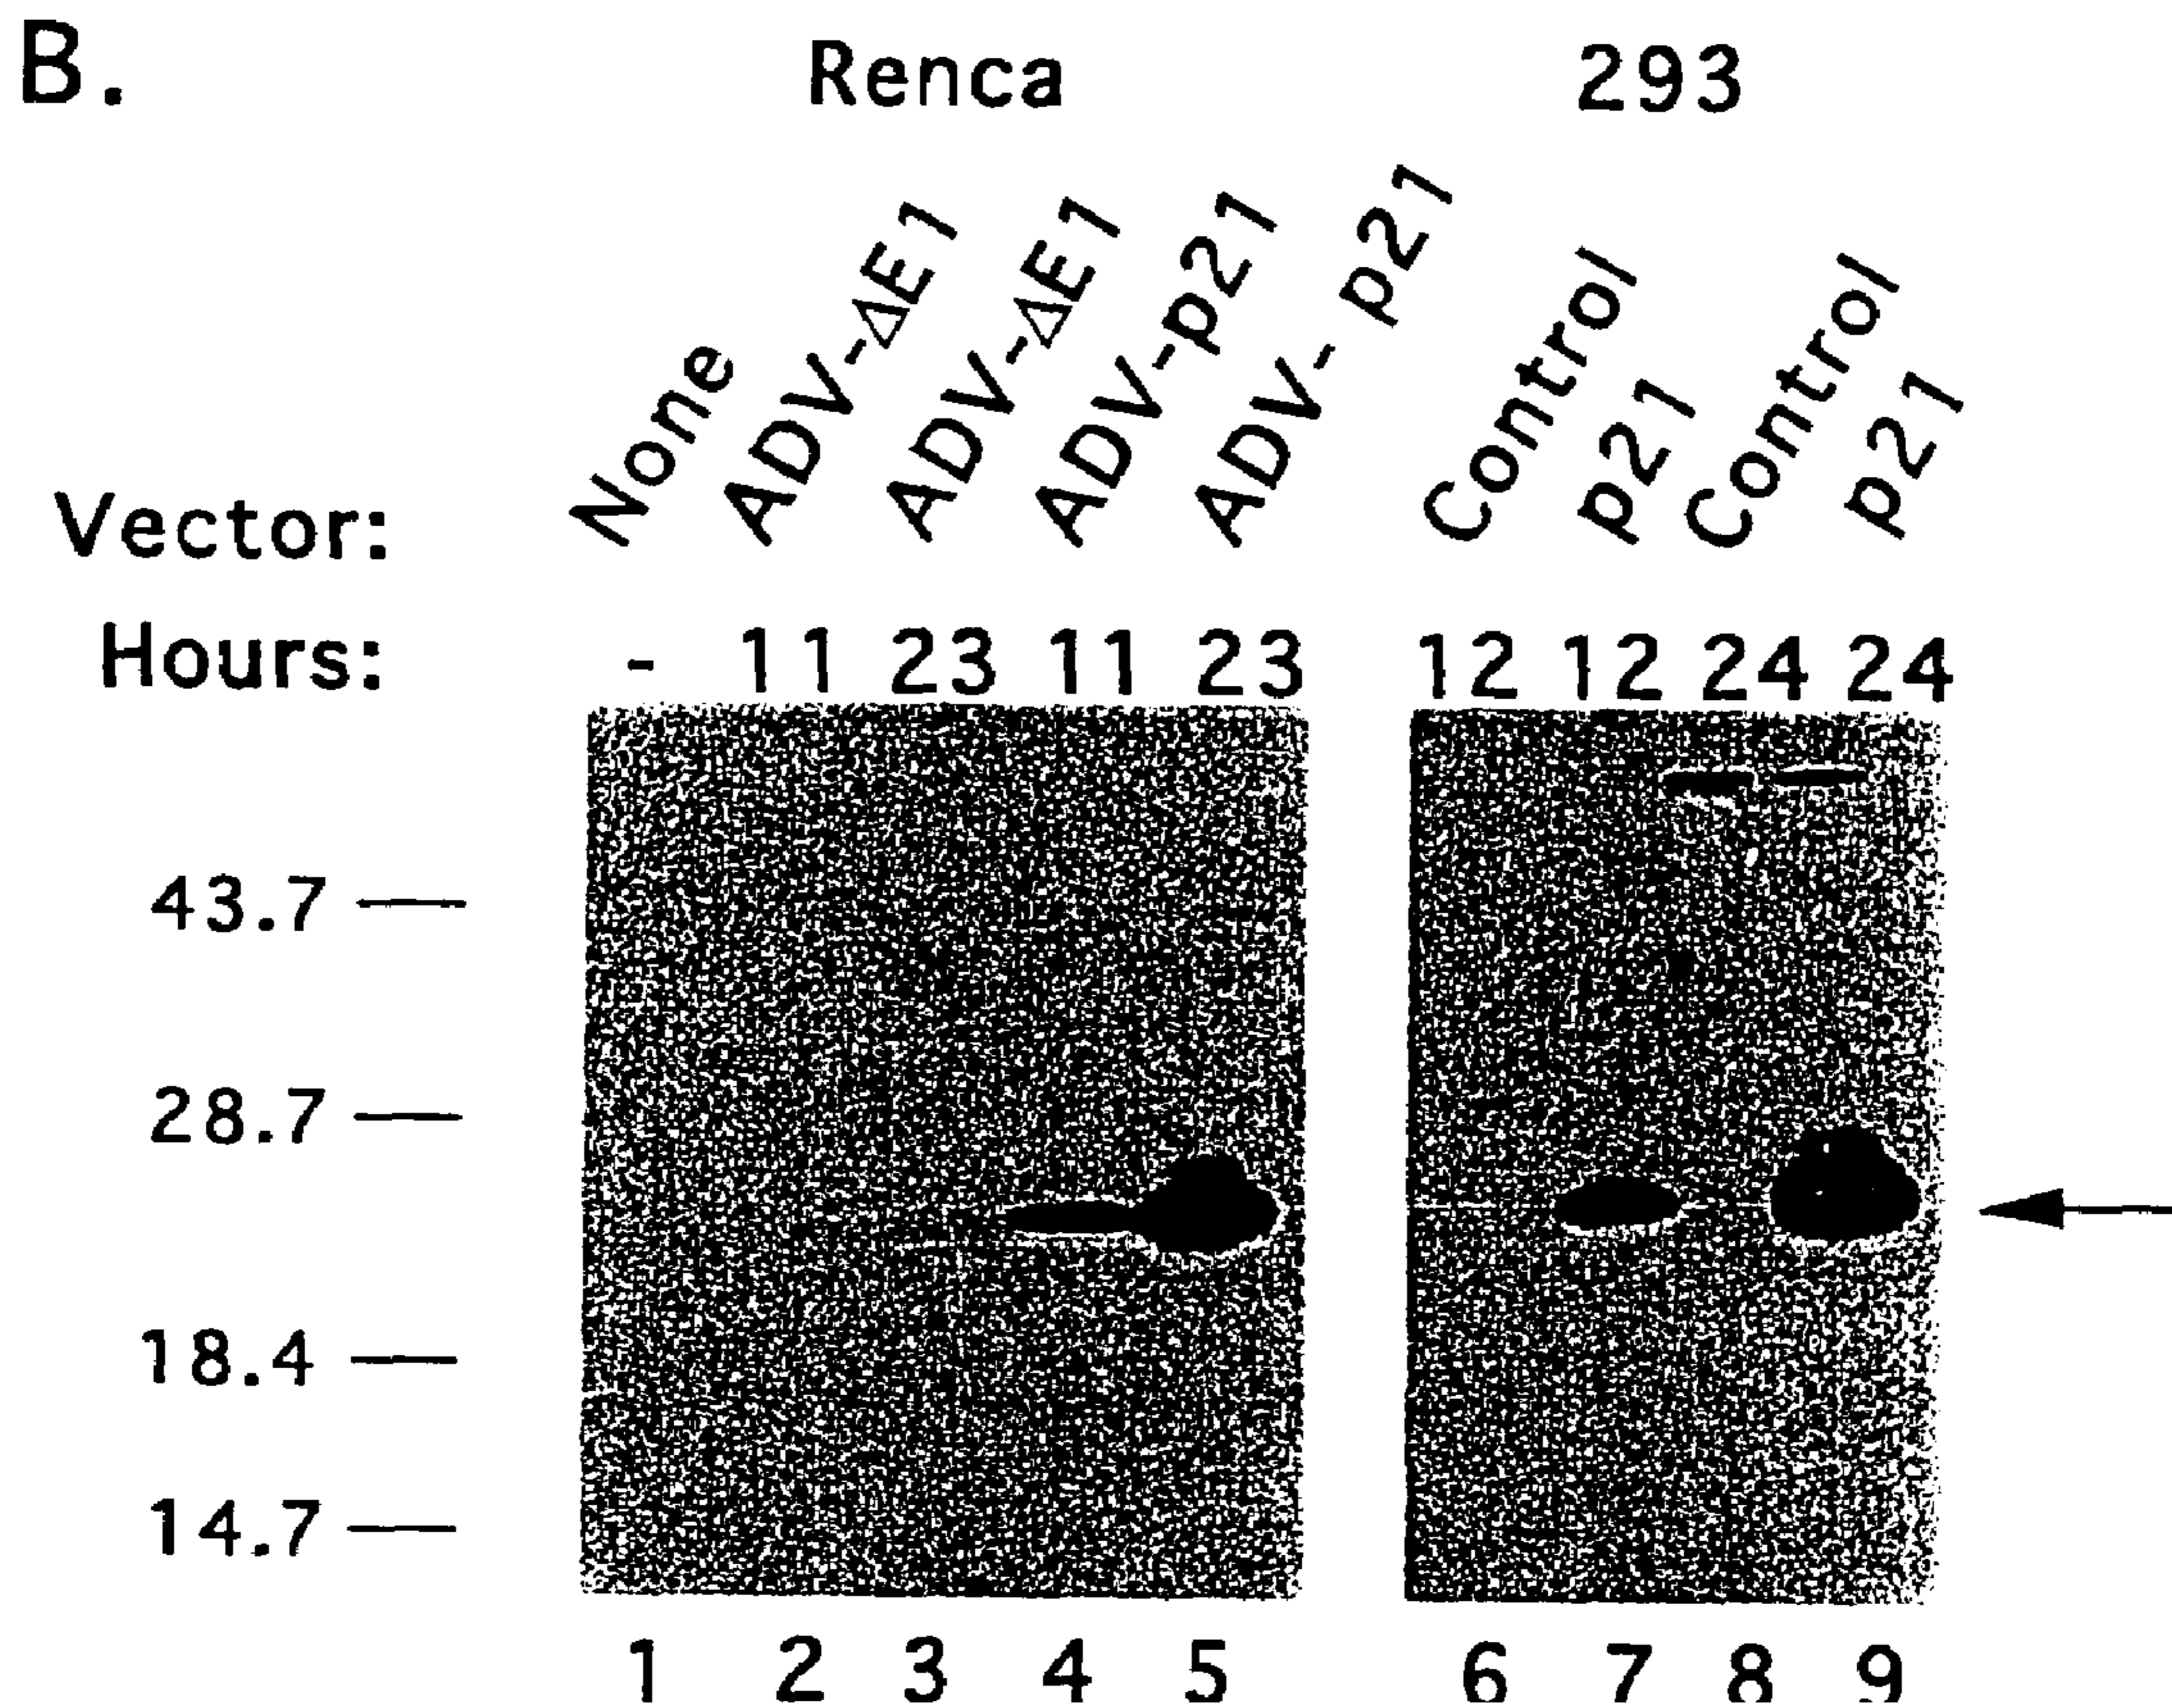 B.
Renca 293
None ADV-ΔE1 ADV-ΔE1 ADV-p21 ADV- p21 Control p21 Control p21
Vector:
Hours: - 11 23 11 23 12 12 24 24
43.7
28.7
18.4
14.7
1 2 3 4 5 6 7 8 9